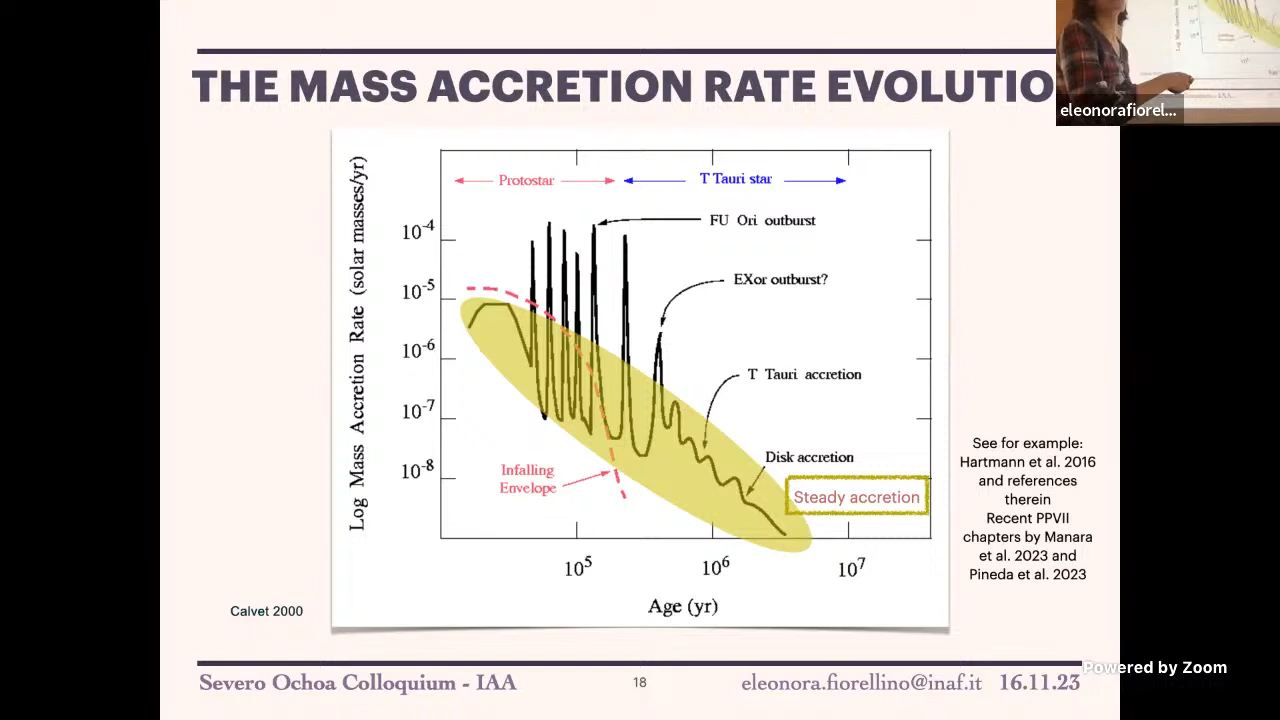 THE MASS ACCRETION RATE EVOLUTIO
eleonorafiorel...
Log Mass Accretion Rate (solar masses/yr)
Protostar
T Tauri star
10-4
FU Ori outburst
EXor outburst?
10-5
10-6
T Tauri accretion
10-7
Disk accretion
10-8
Infalling
Envelope
Steady accretion
See for example:
Hartmann et al. 2016
and references
therein
Recent PPVII
chapters by Manara
et al. 2023 and
Pineda et al. 2023
105
106
107
Age (yr)
Calvet 2000
Powered by Zoom
Severo Ochoa Colloquium - IAA
18
eleonora.fiorellino@inaf.it 16.11.23